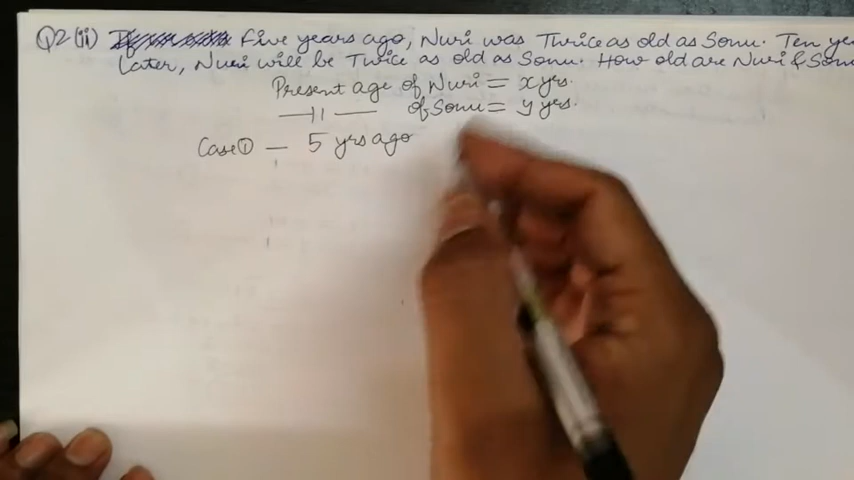 Q2(ii) Five years ago, Nuri was Thrice as old as Sonu. Ten
later, Nuri will be Twice as old as Sonu. How old are Nuri & Sonu
Present age of Nuri = x yrs.
—11— of Sonu = y yrs.
Case① — 5 yrs ago